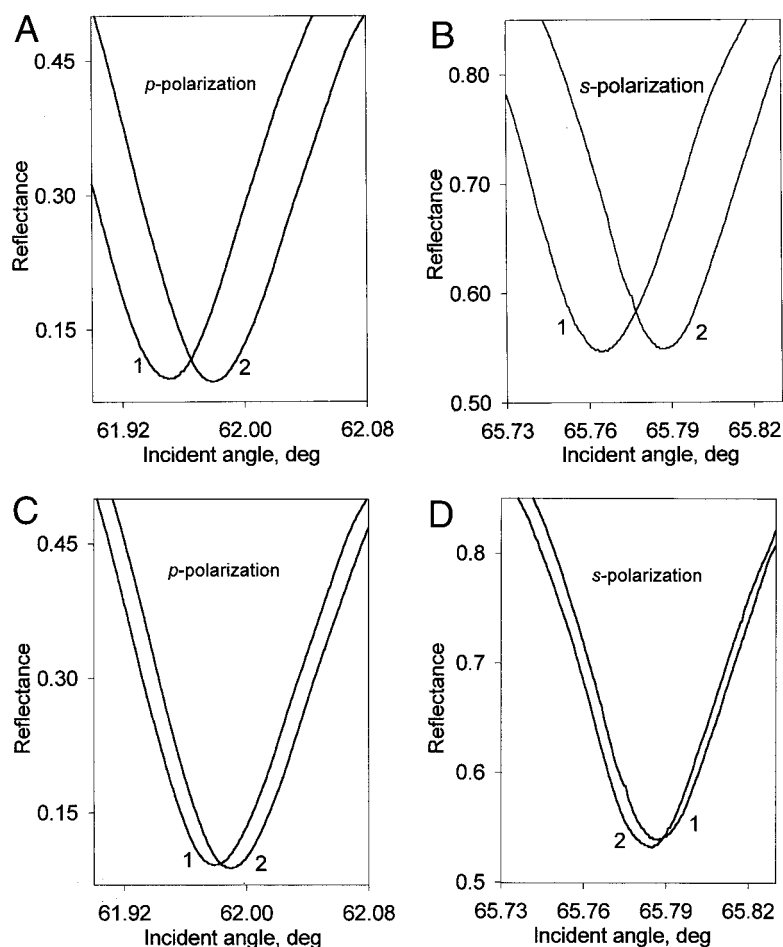 A
p-polarization
0.45
0.30
0.15
Reflectance
1
2
61.92
62.00
62.08
Incident angle, deg
B
s-polarization
0.80
0.70
0.60
0.50
Reflectance
1
2
65.73
65.76
65.79
65.82
Incident angle, deg
C
p-polarization
0.45
0.30
0.15
Reflectance
1
2
61.92
62.00
62.08
Incident angle, deg
D
s-polarization
0.8
0.7
0.6
0.5
Reflectance
2
1
65.73
65.76
65.79
65.82
Incident angle, deg